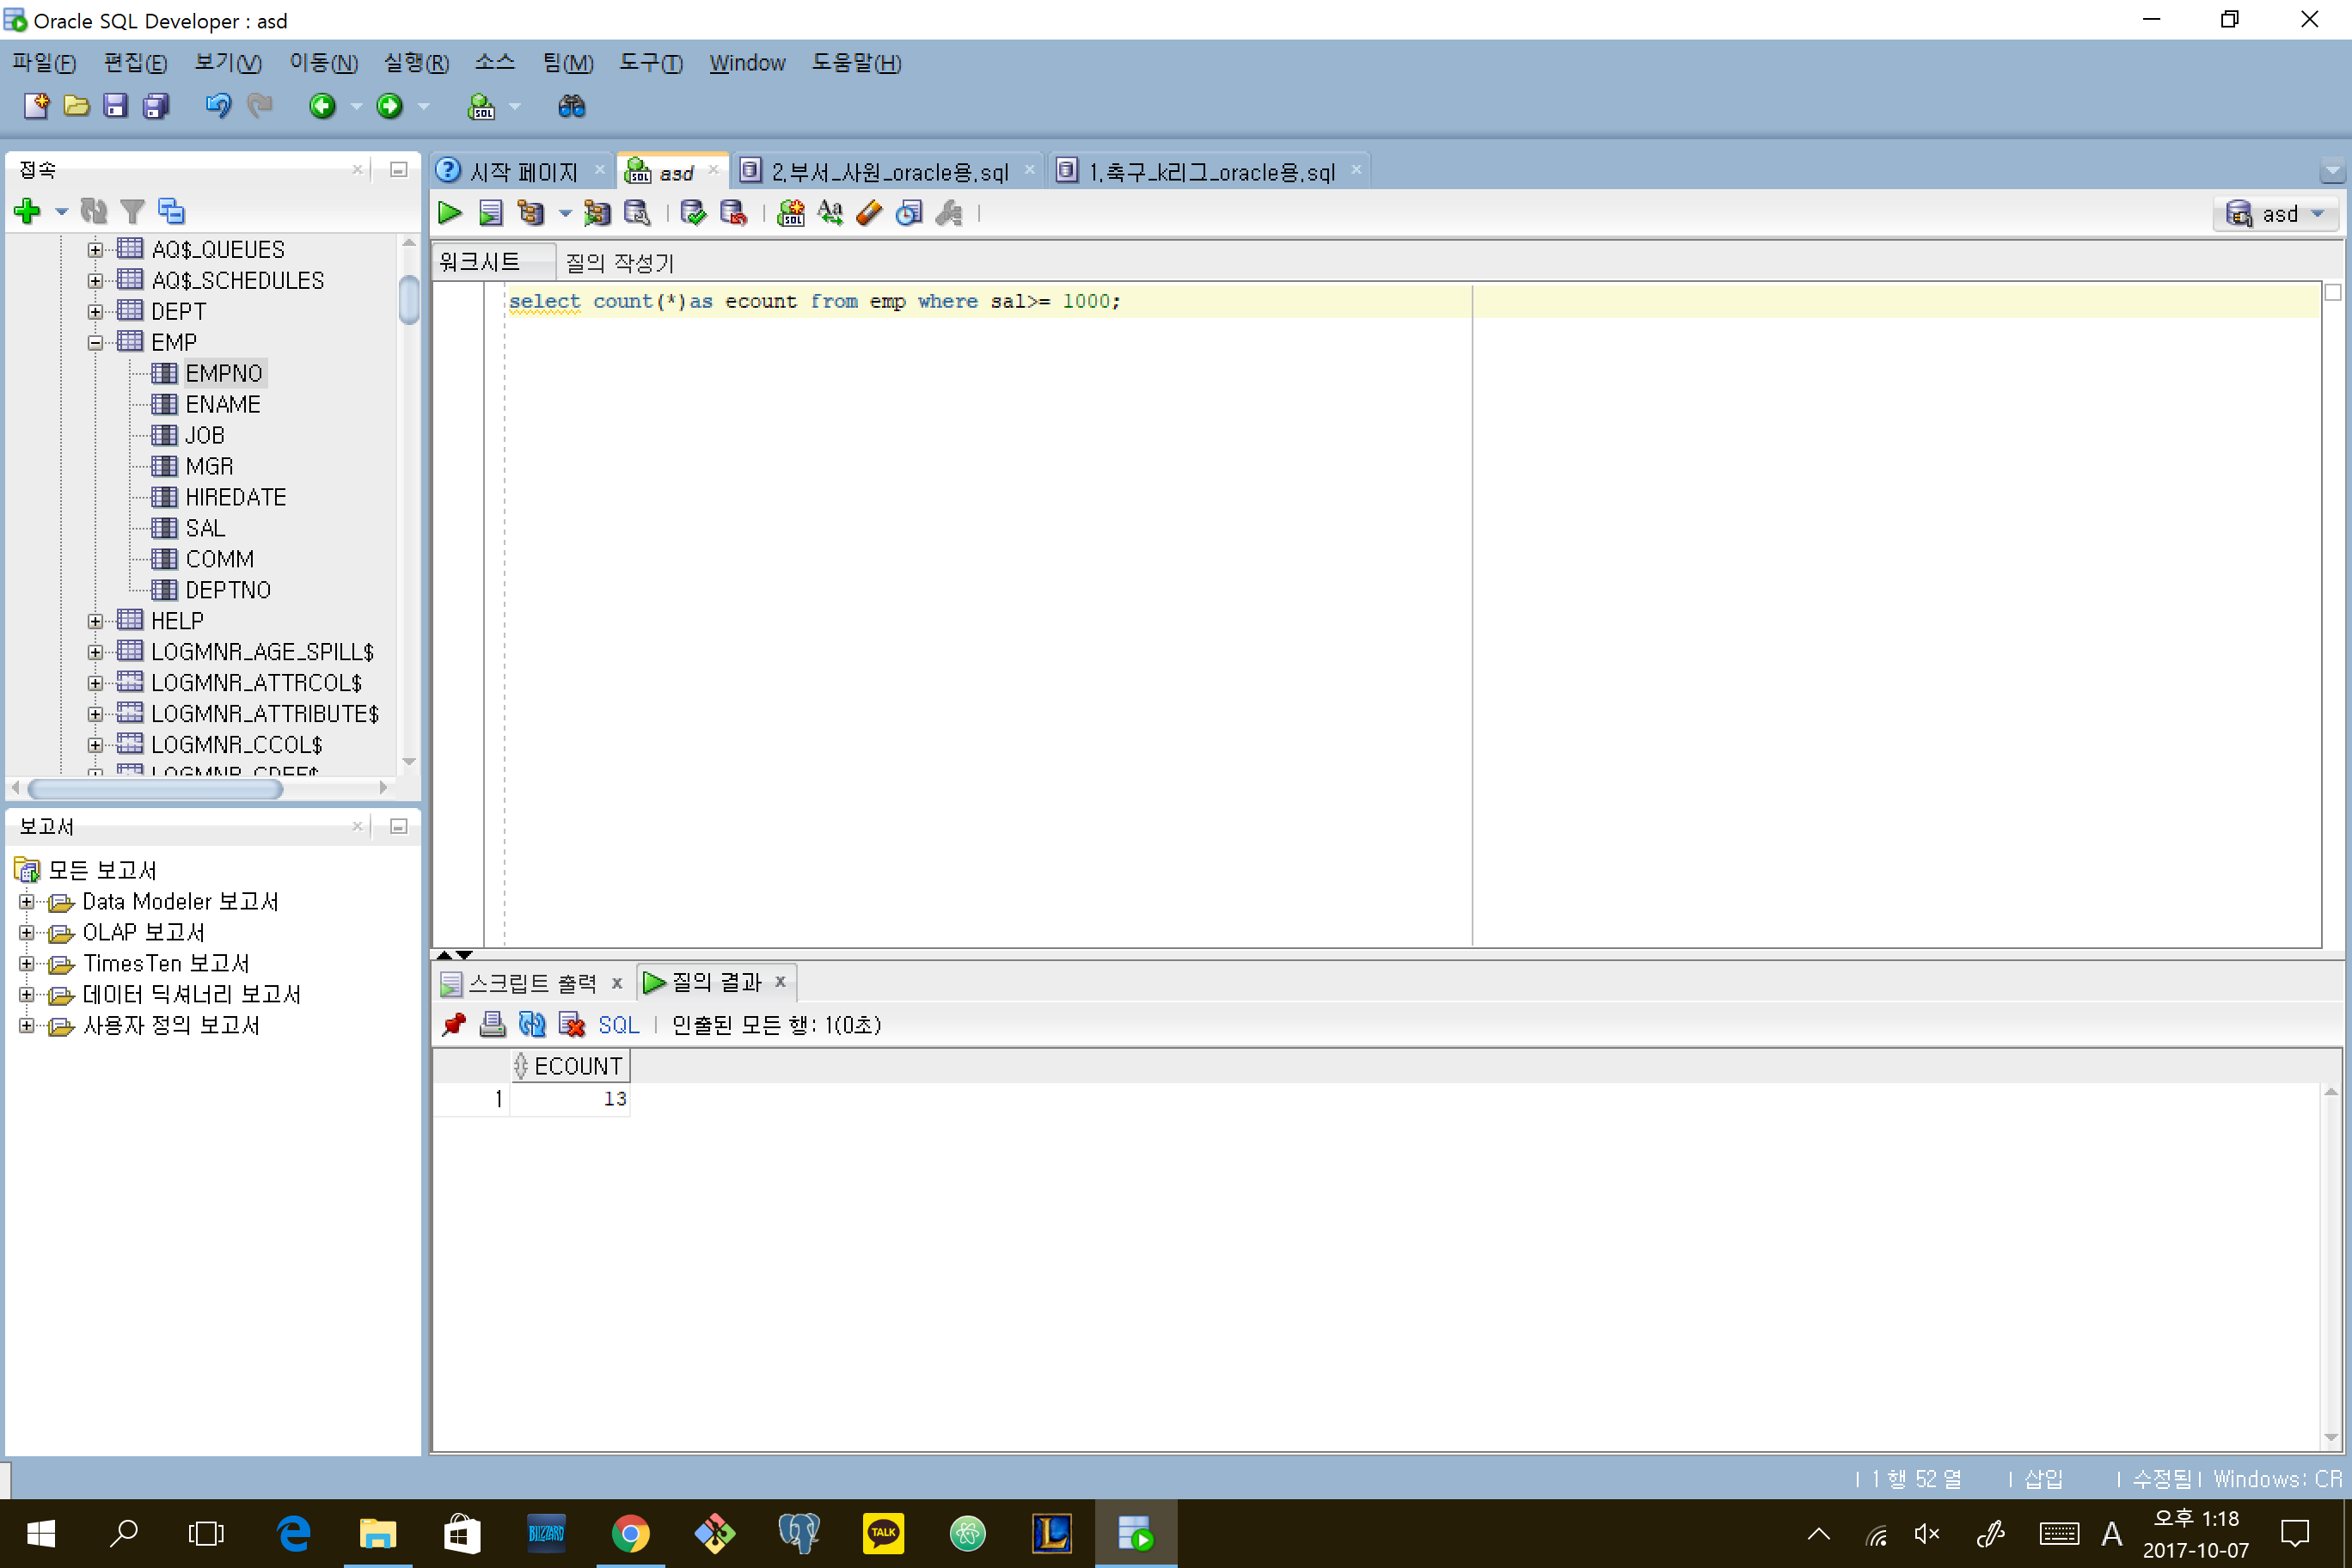 Oracle SQL Developer : asd
파일(F) 편집(E) 보기(V) 이동(N) 실행(R) 소스 팀(M) 도구(T) Window 도움말(H)
접속
AQ$_QUEUES
AQ$_SCHEDULES
DEPT
EMP
EMPNO
ENAME
JOB
MGR
HIREDATE
SAL
COMM
DEPTNO
HELP
LOGMNR_AGE_SPILL$
LOGMNR_ATTRCOL$
LOGMNR_ATTRIBUTE$
LOGMNR_CCOL$
LOGMNR_CDEF$
보고서
모든 보고서
Data Modeler 보고서
OLAP 보고서
TimesTen 보고서
데이터 딕셔너리 보고서
사용자 정의 보고서
시작 페이지 asd 2.부서_사원_oracle용.sql 1.축구_k리그_oracle용.sql
asd
워크시트 질의 작성기
select count(*)as ecount from emp where sal>= 1000;
스크립트 출력 질의 결과
SQL 인출된 모든 행: 1(0초)
ECOUNT
1 13
1 행 52 열 삽입 수정됨 Windows: CR
BLIZZARD
TALK
L
A
오후 1:18
2017-10-07